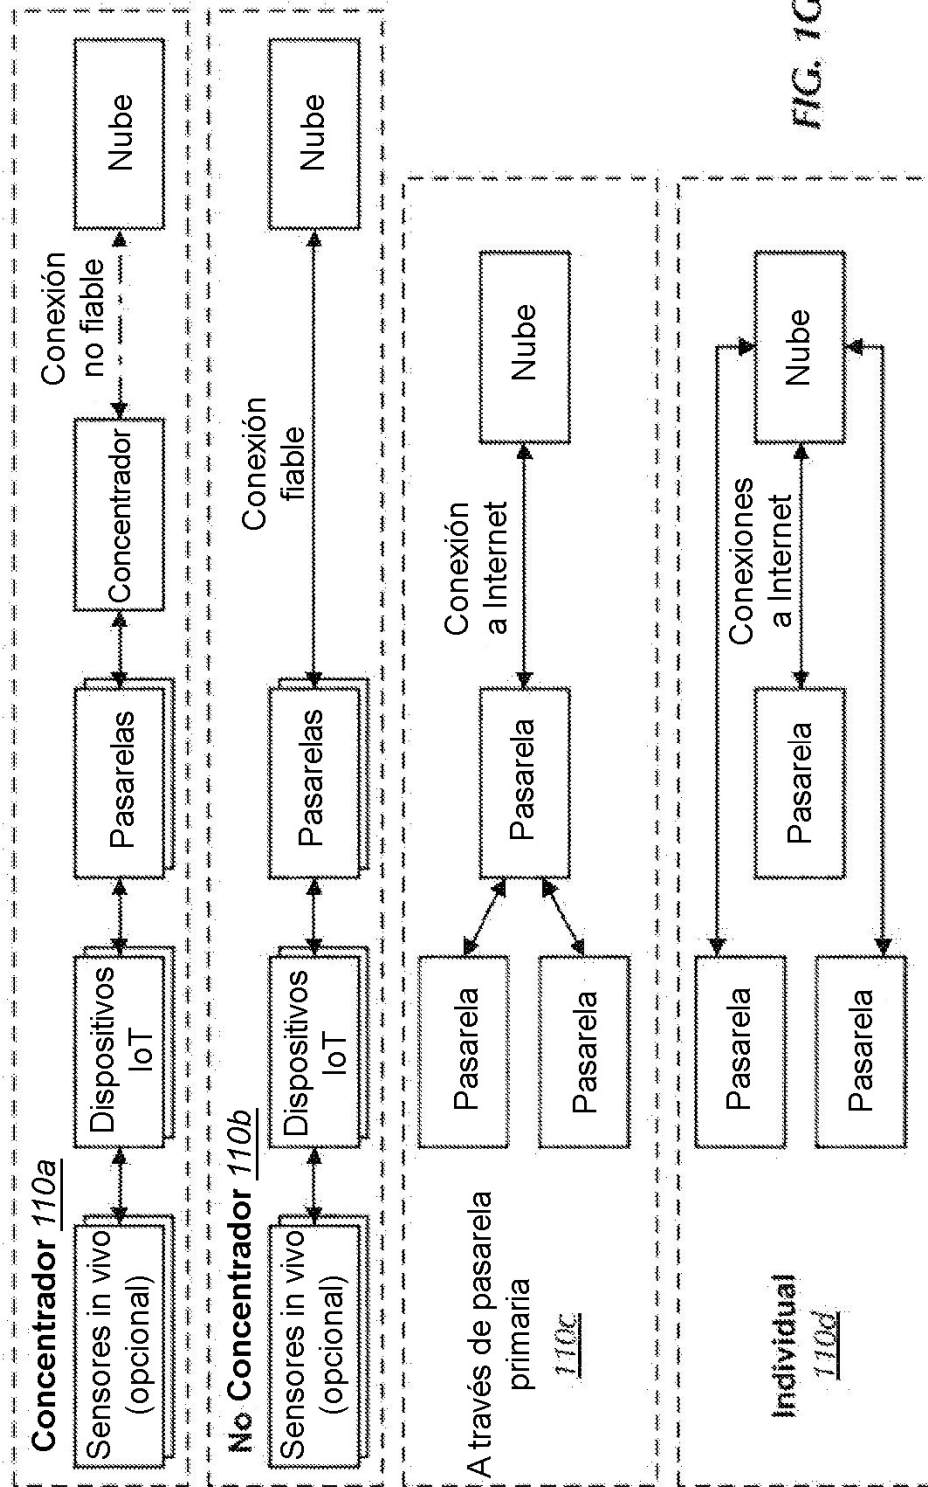 Concentrador 110a
Sensores in vivo
(opcional)
Dispositivos
IoT
Pasarelas
Concentrador
Conexión
no fiable
Nube
No Concentrador 110b
Sensores in vivo
(opcional)
Dispositivos
IoT
Pasarelas
Conexión
fiable
Nube
A través de pasarela
primaria
110c
Pasarela
Pasarela
Pasarela
Conexión
a Internet
Nube
Individual
110d
Pasarela
Pasarela
Pasarela
Conexiones
a Internet
Nube
FIG. 1G